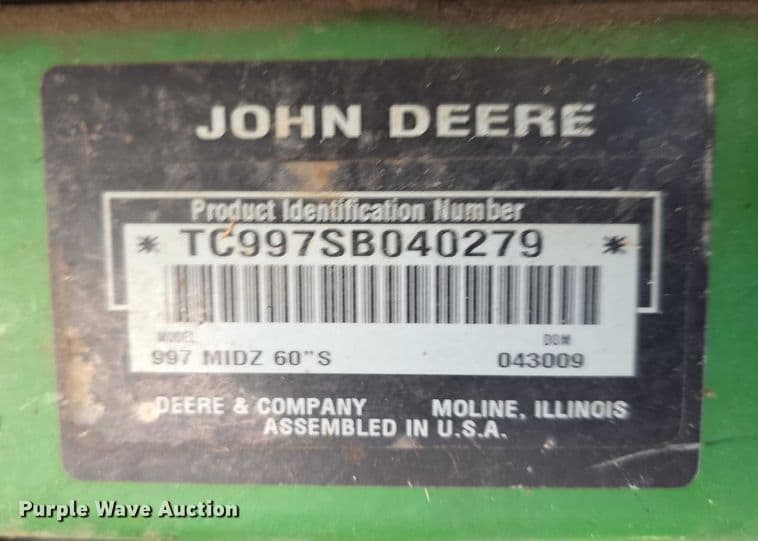 JOHN DEERE
Product Identification Number
* TC997SB040279 *
MODEL DOM
997 MIDZ 60"S 043009
DEERE & COMPANY MOLINE, ILLINOIS
ASSEMBLED IN U.S.A.
Purple Wave Auction